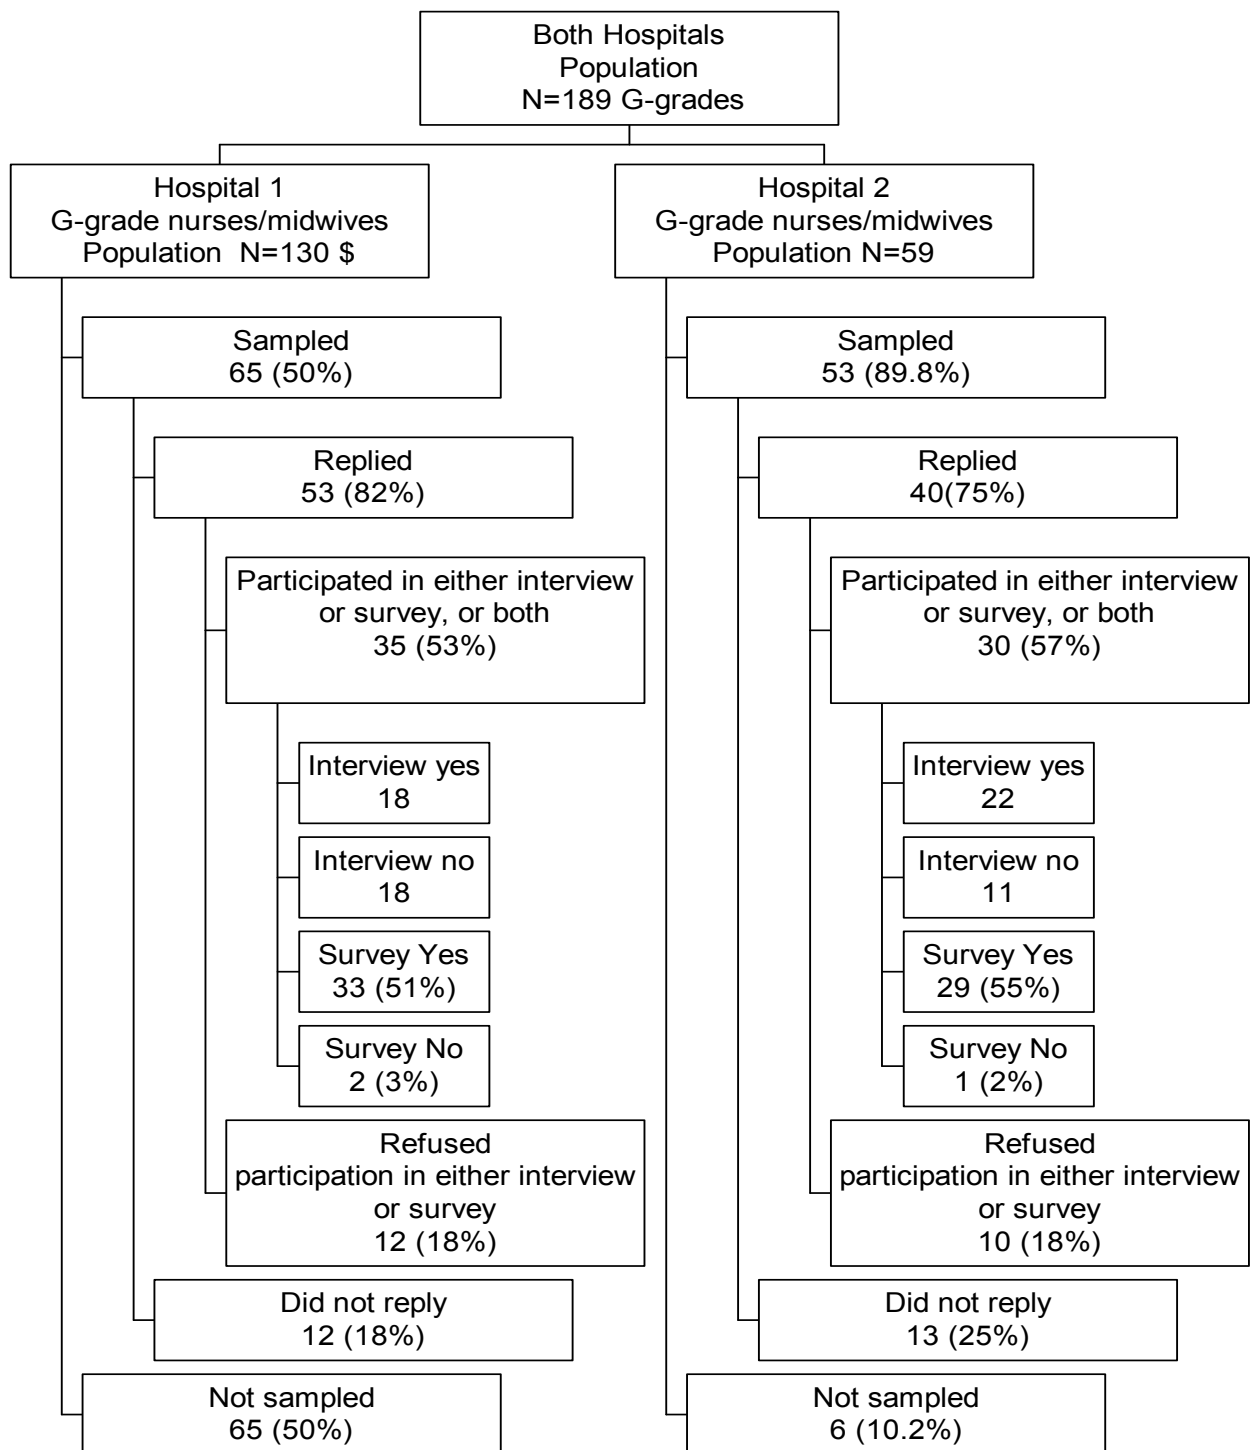 Both Hospitals
Population
N=189 G-grades
Hospital 1
G-grade nurses/midwives
Population N=130 $
Sampled
65 (50%)
Replied
53 (82%)
Participated in either interview
or survey, or both
35 (53%)
Interview yes
18
Interview no
18
Survey Yes
33 (51%)
Survey No
2 (3%)
Refused
participation in either interview
or survey
12 (18%)
Did not reply
12 (18%)
Not sampled
65 (50%)
Hospital 2
G-grade nurses/midwives
Population N=59
Sampled
53 (89.8%)
Replied
40(75%)
Participated in either interview
or survey, or both
30 (57%)
Interview yes
22
Interview no
11
Survey Yes
29 (55%)
Survey No
1 (2%)
Refused
participation in either interview
or survey
10 (18%)
Did not reply
13 (25%)
Not sampled
6 (10.2%)